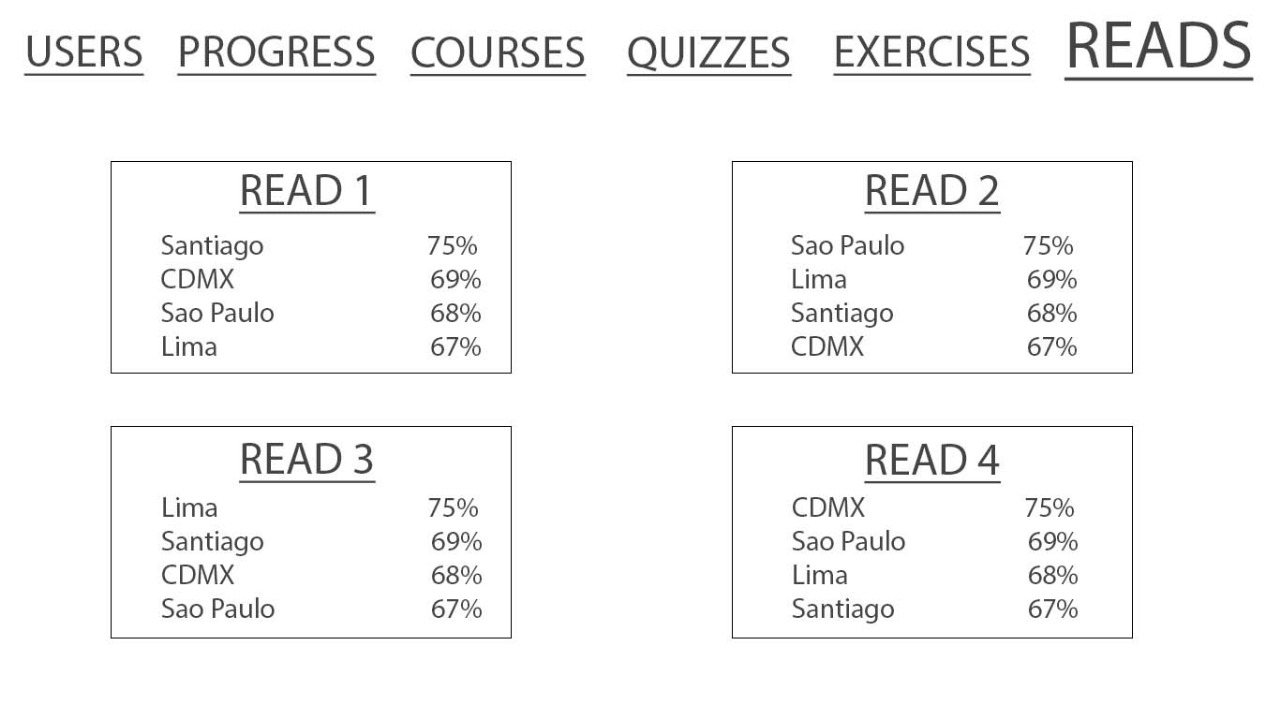 USERS PROGRESS COURSES QUIZZES EXERCISES READS
READ 1
Santiago 75%
CDMX 69%
Sao Paulo 68%
Lima 67%
READ 2
Sao Paulo 75%
Lima 69%
Santiago 68%
CDMX 67%
READ 3
Lima 75%
Santiago 69%
CDMX 68%
Sao Paulo 67%
READ 4
CDMX 75%
Sao Paulo 69%
Lima 68%
Santiago 67%